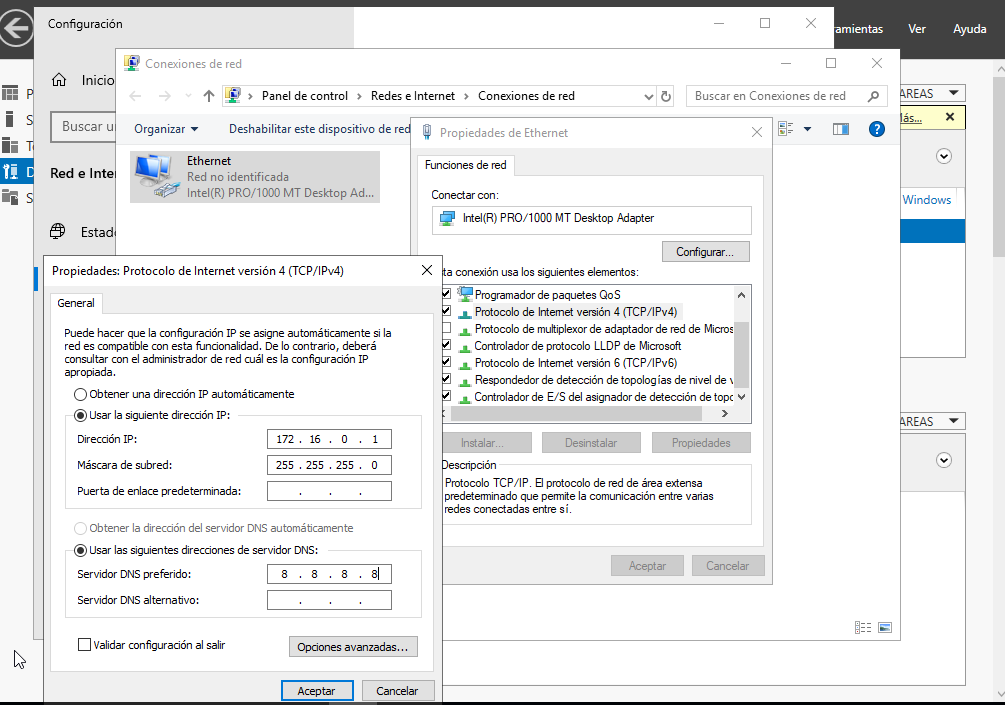 Configuración
ramientas
Ver
Ayuda
Inicio
Buscar u
Red e Inter
Estado
Conexiones de red
Panel de control
Redes e Internet
Conexiones de red
Buscar en Conexiones de red
Organizar
Deshabilitar este dispositivo de red
Ethernet
Red no identificada
Intel(R) PRO/1000 MT Desktop Ad...
AREAS
Más...
Windows
AREAS
Propiedades de Ethernet
Funciones de red
Conectar con:
Intel(R) PRO/1000 MT Desktop Adapter
Configurar...
sta conexión usa los siguientes elementos:
Programador de paquetes QoS
Protocolo de Internet versión 4 (TCP/IPv4)
Protocolo de multiplexor de adaptador de red de Micros
Controlador de protocolo LLDP de Microsoft
Protocolo de Internet versión 6 (TCP/IPv6)
Respondedor de detección de topologías de nivel de v
Controlador de E/S del asignador de detección de topo
Instalar...
Desinstalar
Propiedades
Descripción
Protocolo TCP/IP. El protocolo de red de área extensa
predeterminado que permite la comunicación entre varias
redes conectadas entre sí.
Aceptar
Cancelar
Propiedades: Protocolo de Internet versión 4 (TCP/IPv4)
General
Puede hacer que la configuración IP se asigne automáticamente si la
red es compatible con esta funcionalidad. De lo contrario, deberá
consultar con el administrador de red cuál es la configuración IP
apropiada.
Obtener una dirección IP automáticamente
Usar la siguiente dirección IP:
Dirección IP: 172 . 16 . 0 . 1
Máscara de subred: 255 . 255 . 255 . 0
Puerta de enlace predeterminada: . . .
Obtener la dirección del servidor DNS automáticamente
Usar las siguientes direcciones de servidor DNS:
Servidor DNS preferido: 8 . 8 . 8 . 8
Servidor DNS alternativo: . . .
Validar configuración al salir
Opciones avanzadas...
Aceptar
Cancelar